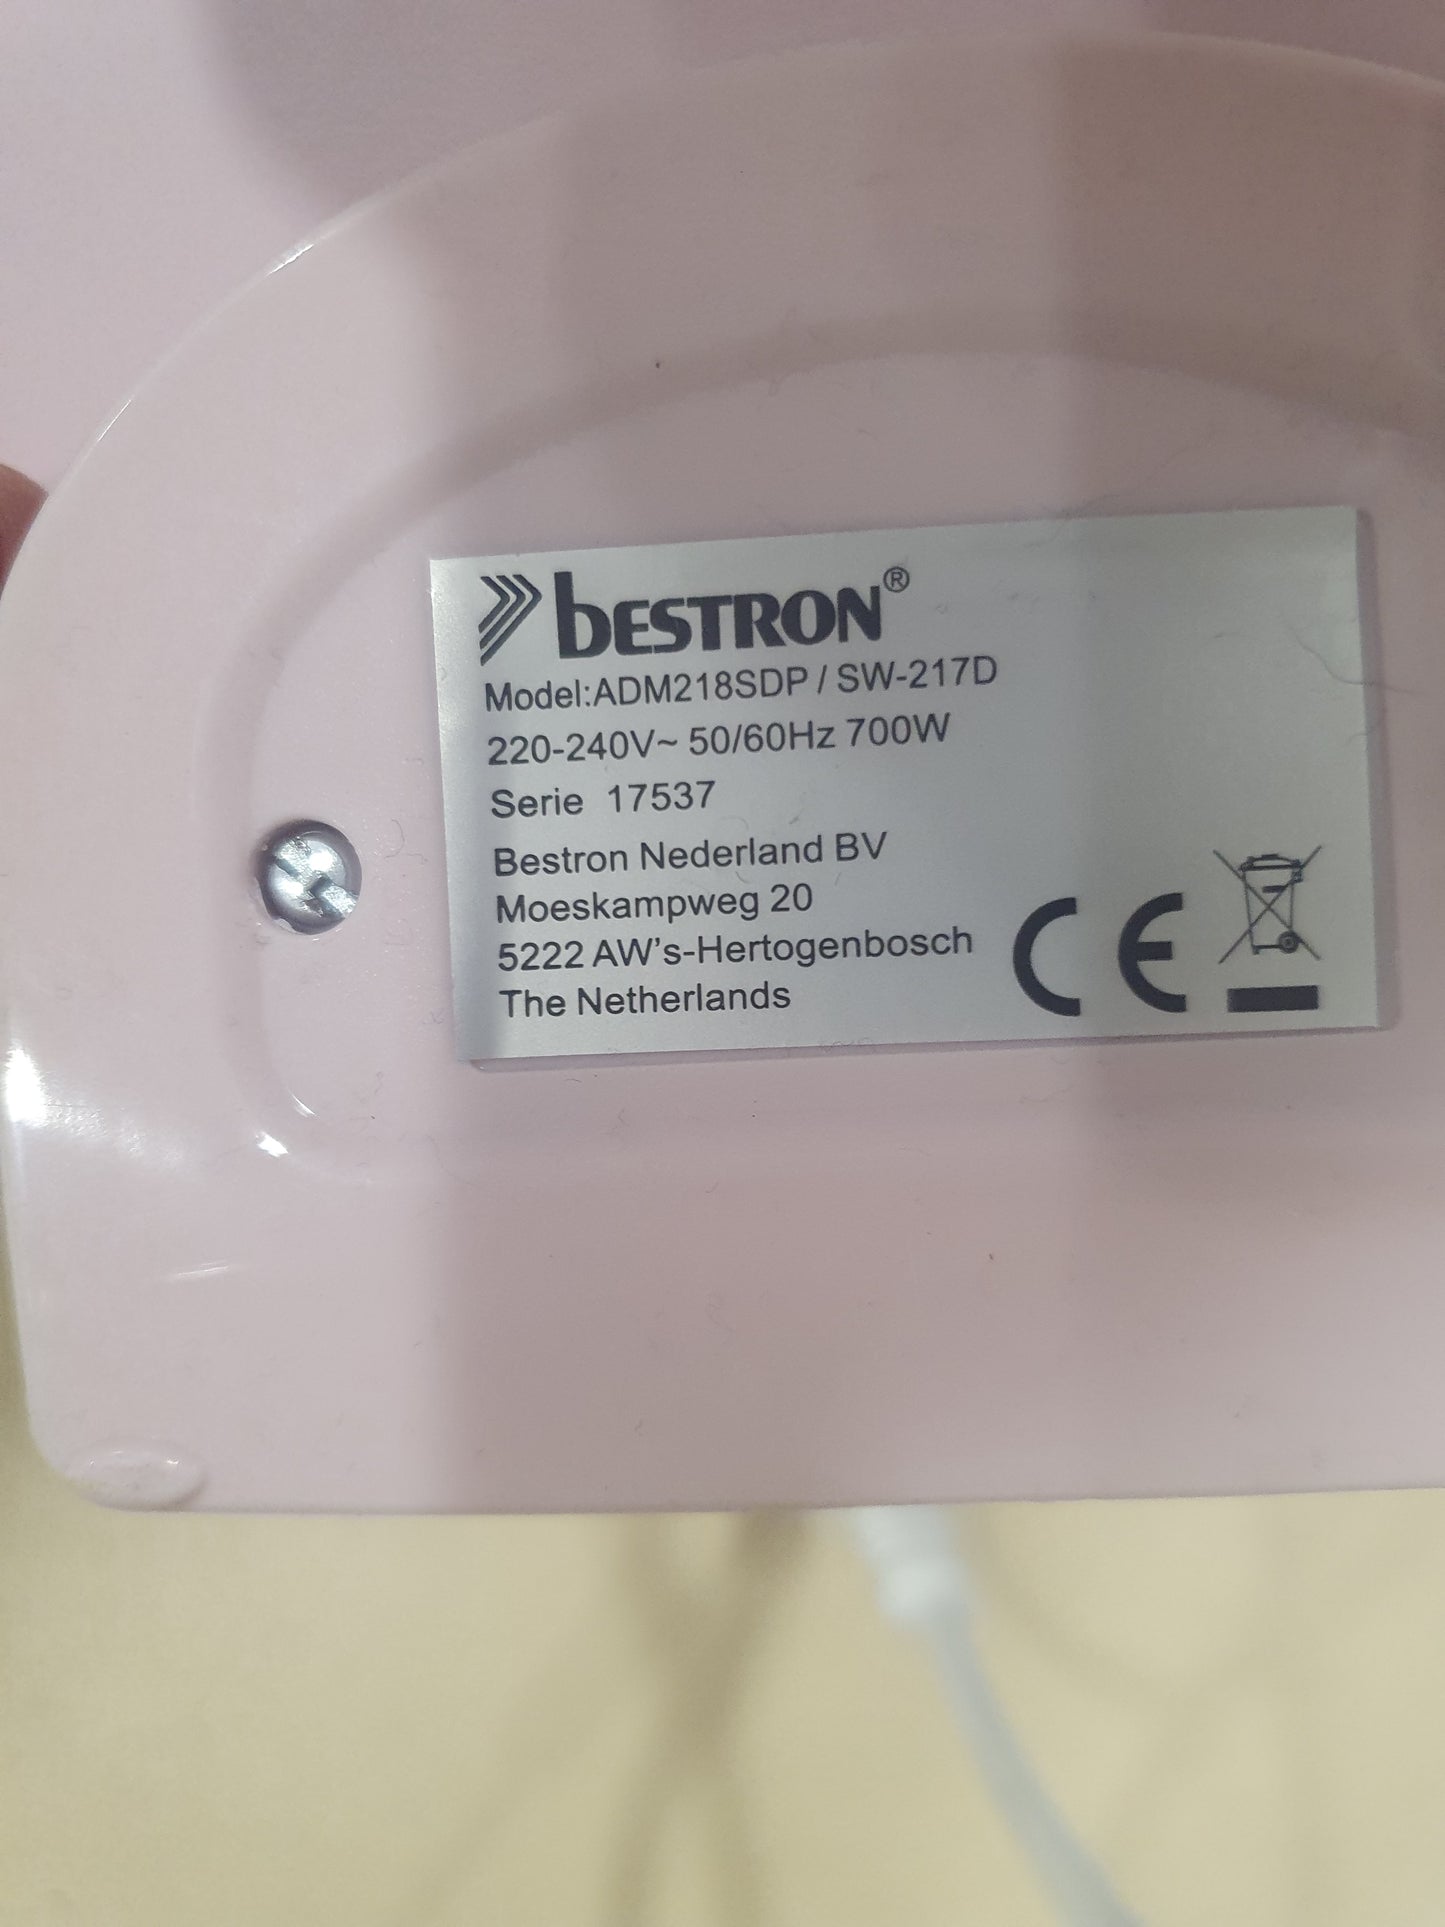 bESTRON®
Model:ADM218SDP / SW-217D
220-240V~ 50/60Hz 700W
Serie 17537
Bestron Nederland BV
Moeskampweg 20
5222 AW's-Hertogenbosch
The Netherlands
CE